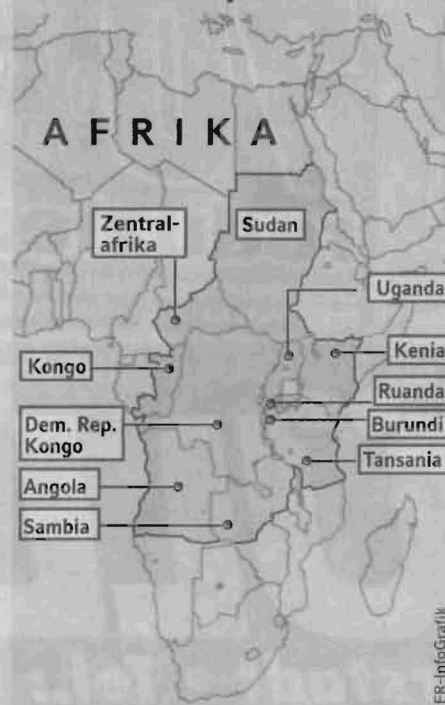 AFRIKA
Zentral-
afrika
Sudan
Uganda
Kongo
Kenia
Ruanda
Dem. Rep.
Kongo
Burundi
Tansania
Angola
Sambia
FR-InfoGrafik